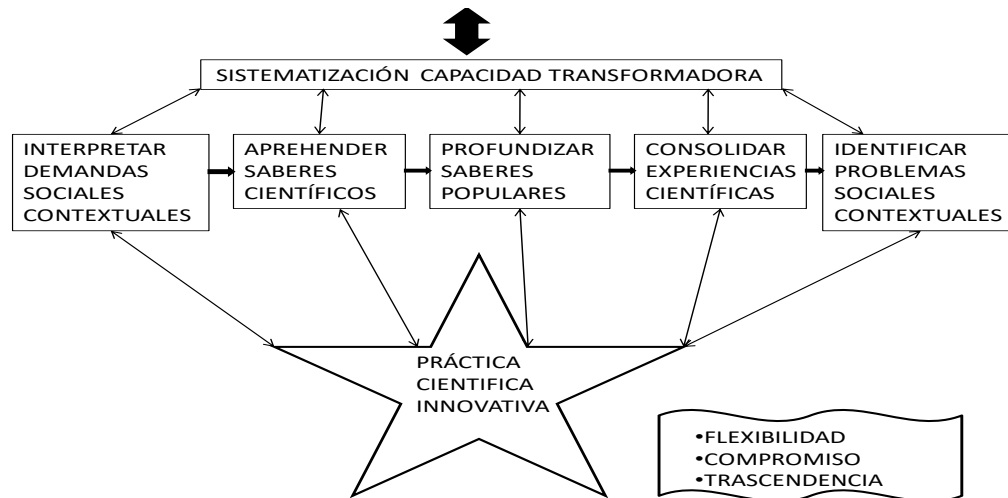 SISTEMATIZACIÓN CAPACIDAD TRANSFORMADORA
INTERPRETAR
DEMANDAS
SOCIALES
CONTEXTUALES
APREHENDER
SABERES
CIENTÍFICOS
PROFUNDIZAR
SABERES
POPULARES
CONSOLIDAR
EXPERIENCIAS
CIENTÍFICAS
IDENTIFICAR
PROBLEMAS
SOCIALES
CONTEXTUALES
PRÁCTICA
CIENTIFICA
INNOVATIVA
•FLEXIBILIDAD
•COMPROMISO
•TRASCENDENCIA